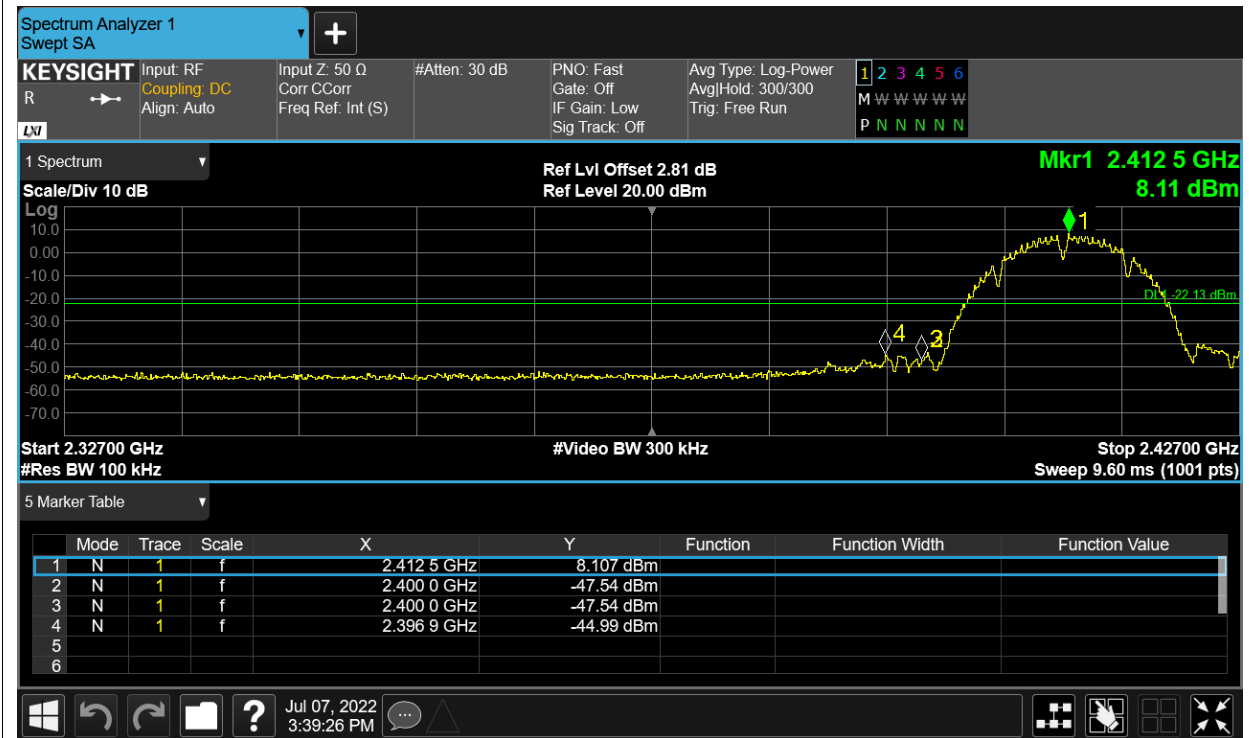 Spectrum Analyzer 1
Swept SA
KEYSIGHT Input: RF Input Z: 50 Ω #Atten: 30 dB PNO: Fast Avg Type: Log-Power 1 2 3 4 5 6
R Coupling: DC Corr CCorr Gate: Off Avg|Hold: 300/300 M W W W W W
Align: Auto Freq Ref: Int (S) IF Gain: Low Trig: Free Run
LXI Sig Track: Off P N N N N N
1 Spectrum
Ref Lvl Offset 2.81 dB Mkr1 2.412 5 GHz
Scale/Div 10 dB Ref Level 20.00 dBm 8.11 dBm
Log
1
10.0
0.00
-10.0
-20.0
DL1 -22.13 dBm
-30.0
4
-40.0
-50.0
-60.0
-70.0
Start 2.32700 GHz #Video BW 300 kHz Stop 2.42700 GHz
#Res BW 100 kHz Sweep 9.60 ms (1001 pts)
5 Marker Table
Mode Trace Scale X Y Function Function Width Function Value
1 N 1 f 2.412 5 GHz 8.107 dBm
2 N 1 f 2.400 0 GHz -47.54 dBm
3 N 1 f 2.400 0 GHz -47.54 dBm
4 N 1 f 2.396 9 GHz -44.99 dBm
5
6
?
Jul 07, 2022
3:39:26 PM